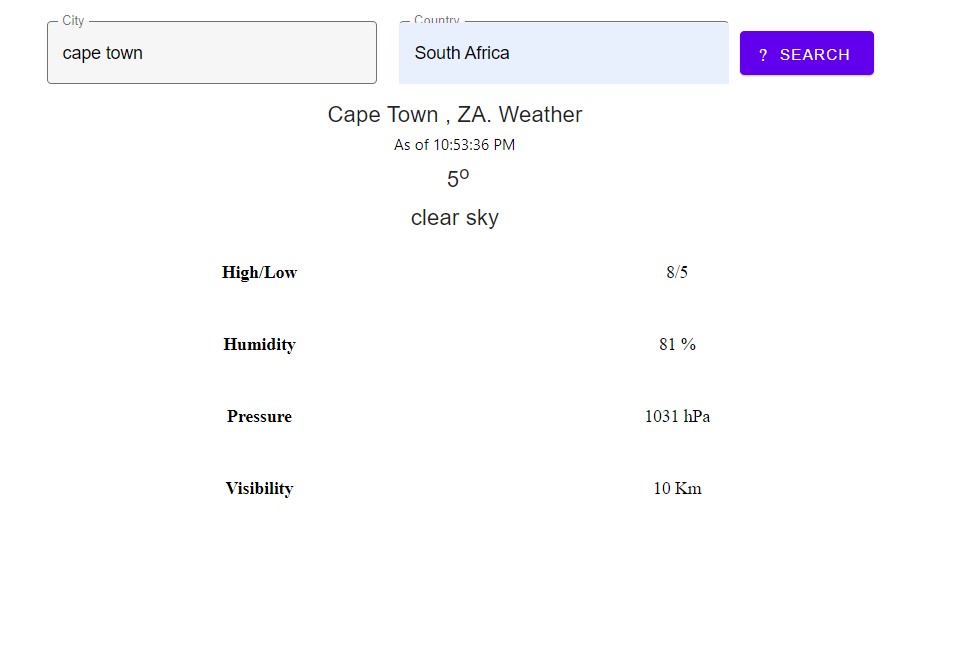 City
Country
cape town
South Africa
? SEARCH
Cape Town , ZA. Weather
As of 10:53:36 PM
5º
clear sky
High/Low 8/5
Humidity 81 %
Pressure 1031 hPa
Visibility 10 Km